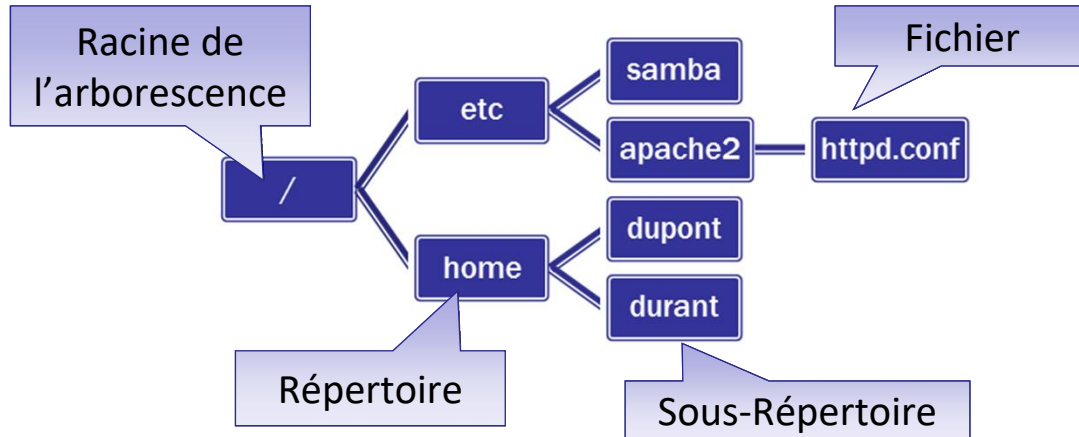 Racine de
l'arborescence
Fichier
samba
etc
apache2
httpd.conf
/
dupont
home
durant
Répertoire
Sous-Répertoire